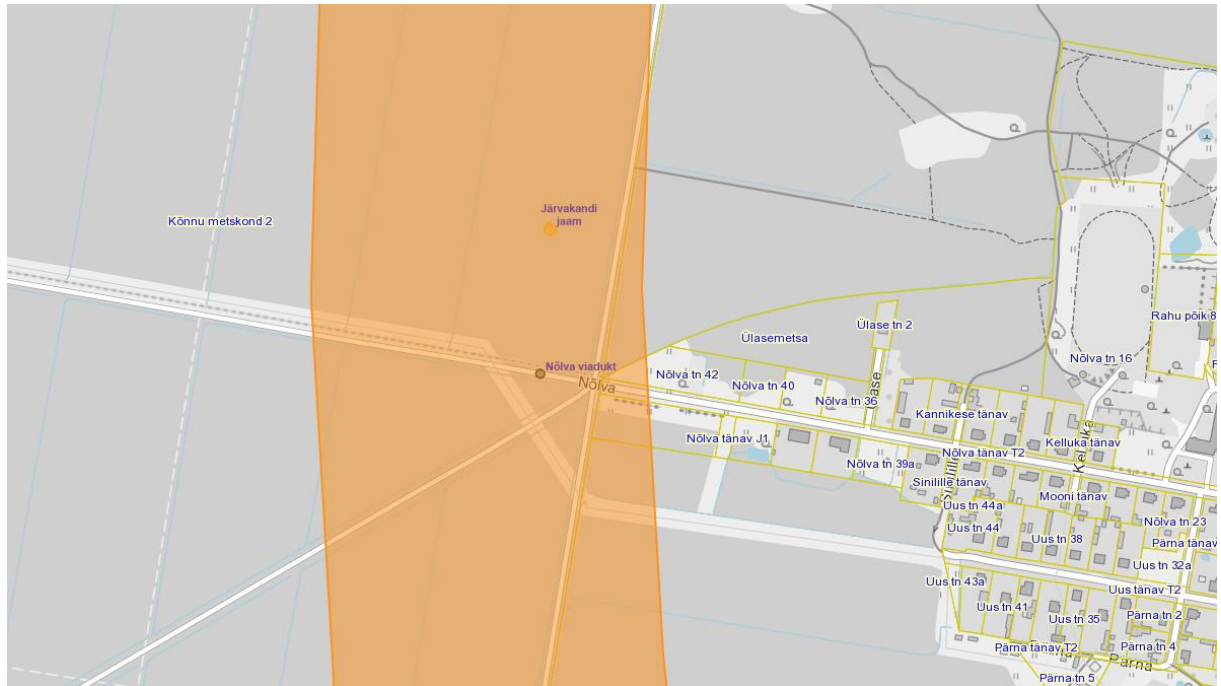 Järvakandi
jaam
Kõnnu metskond 2
Nõlva viadukt
Nõlva
Ülasemetsa
Ülase tn 2
Ülase
Rahu põik 8
Nõlva tn 16
Nõlva tn 42
Nõlva tn 40
Nõlva tn 36
Kannikese tänav
Kelluka tänav
Kelluka
Nõlva tänav J1
Nõlva tänav T2
Nõlva tn 39a
Sinilille tänav
Sinilille
Mooni tänav
Uus tn 44a
Uus tn 44
Uus tn 38
Nõlva tn 23
Pärna tänav
Uus tn 32a
Uus tn 43a
Uus tänav T2
Uus tn 41
Uus tn 35
Pärna tn 2
Pärna tänav T2
Pärna tn 4
Pärna
Pärna tn 5